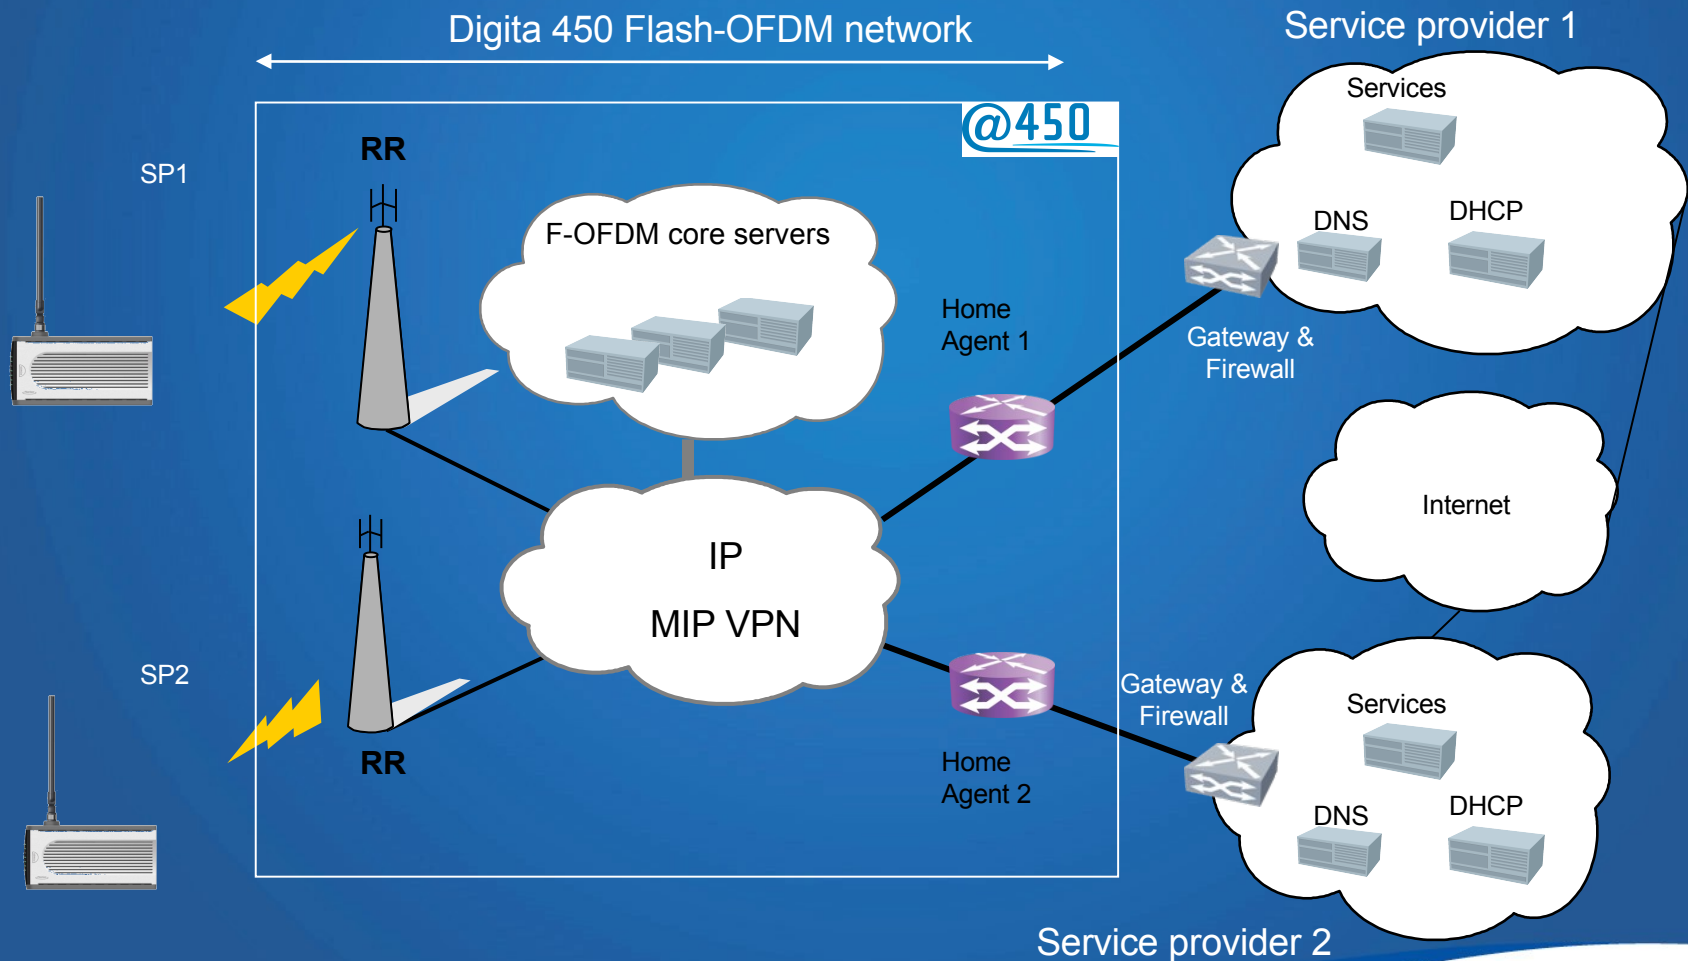 Digita 450 Flash-OFDM network
Service provider 1
@450
RR
SP1
F-OFDM core servers
Services
DNS
DHCP
Home
Agent 1
Gateway &
Firewall
Internet
IP
MIP VPN
SP2
RR
Home
Agent 2
Gateway &
Firewall
Services
DNS
DHCP
Service provider 2